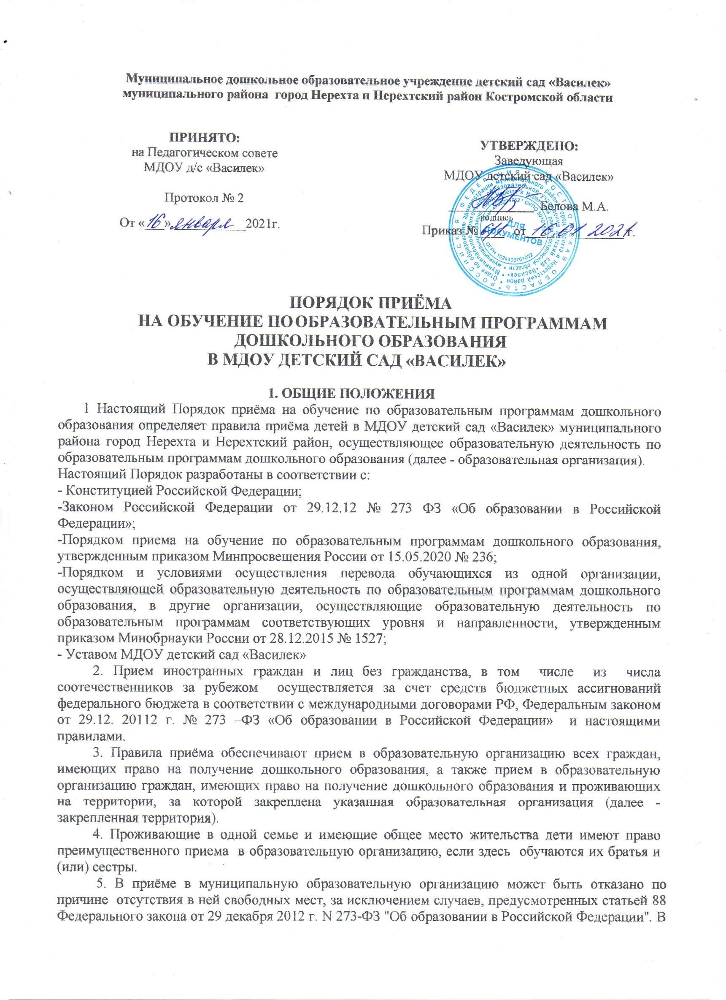 Муниципальное дошкольное образовательное учреждение детский сад «Василек»
муниципального района город Нерехта и Нерехтский район Костромской области
ПРИНЯТО:
на Педагогическом совете
МДОУ д/с «Василек»
Протокол № 2
От «16» января 2021г.
УТВЕРЖДЕНО:
Заведующая
МДОУ детский сад «Василек»
Белова М.А.
подпись
Приказ № от 16.01 2021г.
РОССИЙСКАЯ ФЕДЕРАЦИЯ * КОСТРОМСКАЯ ОБЛАСТЬ
ОГРН 1024400761032
ДЛЯ
ДОКУМЕНТОВ
ПОРЯДОК ПРИЁМА
НА ОБУЧЕНИЕ ПО ОБРАЗОВАТЕЛЬНЫМ ПРОГРАММАМ
ДОШКОЛЬНОГО ОБРАЗОВАНИЯ
В МДОУ ДЕТСКИЙ САД «ВАСИЛЕК»
1. ОБЩИЕ ПОЛОЖЕНИЯ
1 Настоящий Порядок приёма на обучение по образовательным программам дошкольного
образования определяет правила приёма детей в МДОУ детский сад «Василек» муниципального
района город Нерехта и Нерехтский район, осуществляющее образовательную деятельность по
образовательным программам дошкольного образования (далее - образовательная организация).
Настоящий Порядок разработаны в соответствии с:
- Конституцией Российской Федерации;
-Законом Российской Федерации от 29.12.12 № 273 ФЗ «Об образовании в Российской
Федерации»;
-Порядком приема на обучение по образовательным программам дошкольного образования,
утвержденным приказом Минпросвещения России от 15.05.2020 № 236;
-Порядком и условиями осуществления перевода обучающихся из одной организации,
осуществляющей образовательную деятельность по образовательным программам дошкольного
образования, в другие организации, осуществляющие образовательную деятельность по
образовательным программам соответствующих уровня и направленности, утвержденным
приказом Минобрнауки России от 28.12.2015 № 1527;
- Уставом МДОУ детский сад «Василек»
2. Прием иностранных граждан и лиц без гражданства, в том числе из числа
соотечественников за рубежом осуществляется за счет средств бюджетных ассигнований
федерального бюджета в соответствии с международными договорами РФ, Федеральным законом
от 29.12. 20112 г. № 273 –ФЗ «Об образовании в Российской Федерации» и настоящими
правилами.
3. Правила приёма обеспечивают прием в образовательную организацию всех граждан,
имеющих право на получение дошкольного образования, а также прием в образовательную
организацию граждан, имеющих право на получение дошкольного образования и проживающих
на территории, за которой закреплена указанная образовательная организация (далее -
закрепленная территория).
4. Проживающие в одной семье и имеющие общее место жительства дети имеют право
преимущественного приема в образовательную организацию, если здесь обучаются их братья и
(или) сестры.
5. В приёме в муниципальную образовательную организацию может быть отказано по
причине отсутствия в ней свободных мест, за исключением случаев, предусмотренных статьей 88
Федерального закона от 29 декабря 2012 г. N 273-ФЗ "Об образовании в Российской Федерации". В